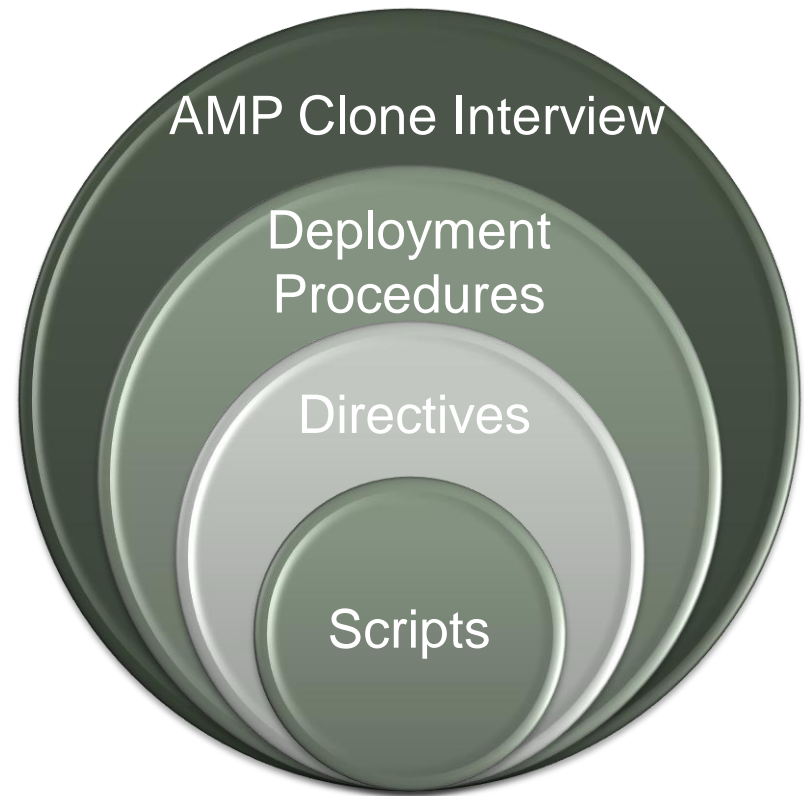 AMP Clone Interview
Deployment
Procedures
Directives
Scripts